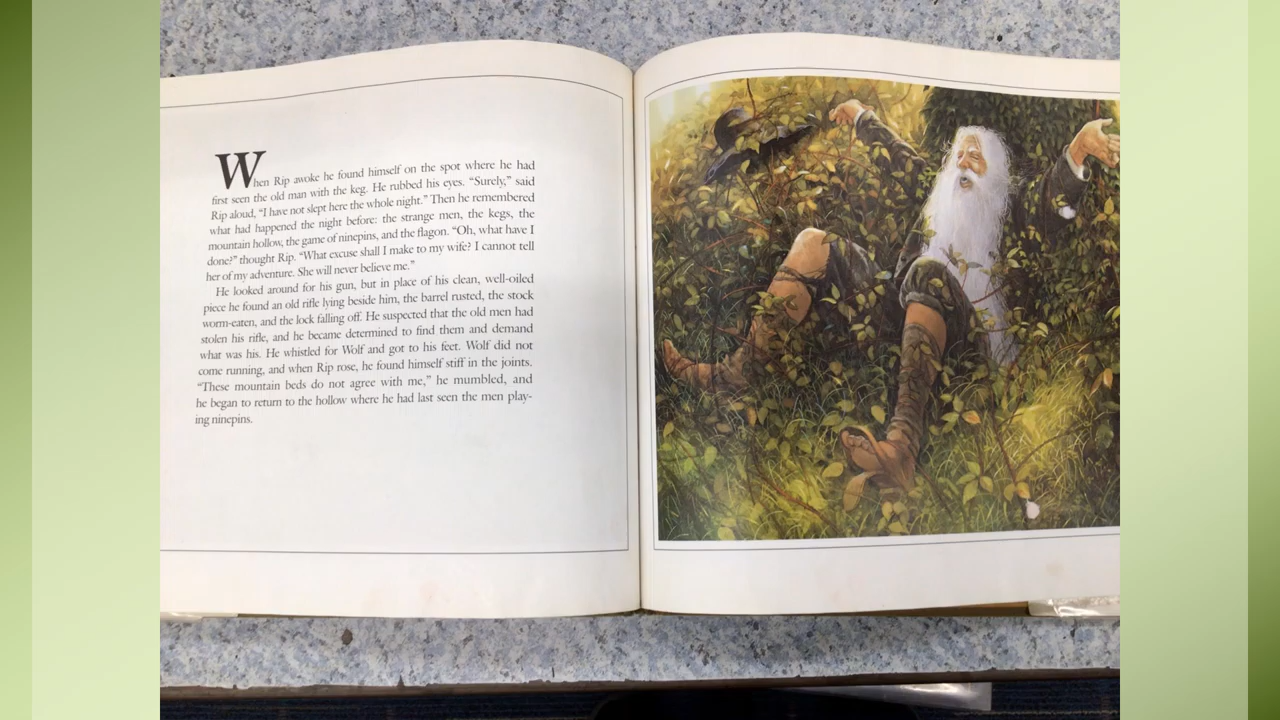 When Rip awoke he found himself on the spot where he had
first seen the old man with the keg. He rubbed his eyes. “Surely,” said
Rip aloud, “I have not slept here the whole night.” Then he remembered
what had happened the night before: the strange men, the kegs, the
mountain hollow, the game of ninepins, and the flagon. “Oh, what have I
done?” thought Rip. “What excuse shall I make to my wife? I cannot tell
her of my adventure. She will never believe me.”
He looked around for his gun, but in place of his clean, well-oiled
piece he found an old rifle lying beside him, the barrel rusted, the stock
worm-eaten, and the lock falling off. He suspected that the old men had
stolen his rifle, and he became determined to find them and demand
what was his. He whistled for Wolf and got to his feet. Wolf did not
come running, and when Rip rose, he found himself stiff in the joints.
“These mountain beds do not agree with me,” he mumbled, and
he began to return to the hollow where he had last seen the men play-
ing ninepins.